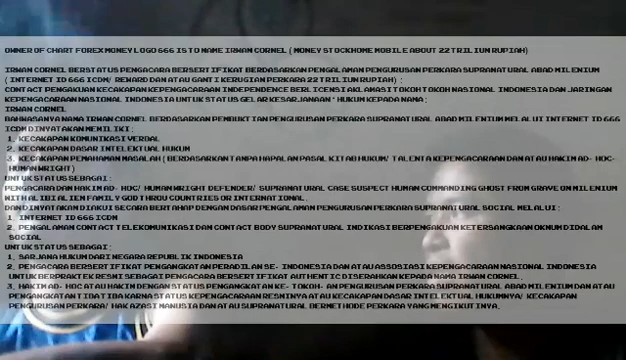 OWNER OF CHART FOREX MONEY LOGO 666 IS TO NAME IRWAN CORNEL ( MONEY STOCKHOME MOBILE ABOUT 22 TRILIUN RUPIAH)
IRWAN CORNEL BERSTATUS PENGACARA BERSERTIFIKAT BERDASARKAN PENGALAMAN PENGURUSAN PERKARA SUPRANATURAL ABAD MILENIUM
( INTERNET ID 666 ICDM/ REWARD DAN ATAU GANTI KERUGIAN PERKARA 22 TRILIUN RUPIAH) :
CONTACT PENGAKUAN KECAKAPAN KEPENGACARAAN INDEPENDENCE BERLICENSI AKLAMASI TOKOH TOKOH NASIONAL INDONESIA DAN JARINGAN
KEPENGACARAAN NASIONAL INDONESIA UNTUK STATUS GELAR KESARJANAAN " HUKUM KEPADA NAMA:
IRWAN CORNEL
BAHWASANYA NAMA IRWAN CORNEL BERDASARKAN PEMBUKTIAN PENGURUSAN PERKARA SUPRANATURAL ABAD MILENIUM MELALUI INTERNET ID 666
ICDM DINYATAKAN MEMILIKI :
1. KECAKAPAN KOMUNIKASI VERBAL
2. KECAKAPAN DASAR INTELEKTUAL HUKUM
3. KECAKAPAN PEMAHAMAN MASALAH ( BERDASARKAN TANPA HAPALAN PASAL KITAB HUKUM/ TALENTA KEPENGACARAAN DAN ATAU HAKIM AD- HOC-
HUMAN WRIGHT)
UNTUK STATUS SEBAGAI :
PENGACARA DAN HAKIM AD- HOC/ HUMAN WRIGHT DEFENDER/ SUPRANATURAL CASE SUSPECT HUMAN COMMANDING GHOST FROM GRAVE ON MILENIUM
WITH ALIBI ALIEN FAMILY GOD THROU COUNTRIES OR INTERNATIONAL.
DAN DINYATAKAN DIAKUI SECARA BERTAHAP DENGAN DASAR PENGALAMAN PENGURUSAN PERKARA SUPRANATURAL SOCIAL MELALUI :
1. INTERNET ID 666 ICDM
2. PENGALAMAN CONTACT TELEKOMUNIKASI DAN CONTACT BODY SUPRANATURAL INDIKASI BERPENGAKUAN KETERSANGKAAN OKNUM DIDALAM
SOCIAL
UNTUK STATUS SEBAGAI :
1. SARJANA HUKUM DARI NEGARA REPUBLIK INDONESIA
2. PENGACARA BERSERTIFIKAT PENGANGKATAN PERADILAN SE- INDONESIA DAN ATAU ASSOSIASI KEPENGACARAAN NASIONAL INDONESIA
UNTUK BERPRAKTEK RESMI SEBAGAI PENGACARA BERSERTIFIKAT AUTHENTIC DISERAHKAN KEPADA NAMA IRWAN CORNEL.
3. HAKIM AD- HOC ATAU HAKIM DENGAN STATUS PENGANGKATAN KE- TOKOH- AN PENGURUSAN PERKARA SUPRANATURAL ABAD MILENIUM DAN ATAU
PENGANGKATAN TIBA TIBA KARNA STATUS KEPENGACARAAN RESMINYA ATAU KECAKAPAN DASAR INTELEKTUAL HUKUMNYA/ KECAKAPAN
PENGURUSAN PERKARA/ HAK AZASI MANUSIA DAN ATAU SUPRANATURAL BERMETHODE PERKARA YANG MENGIKUTINYA.